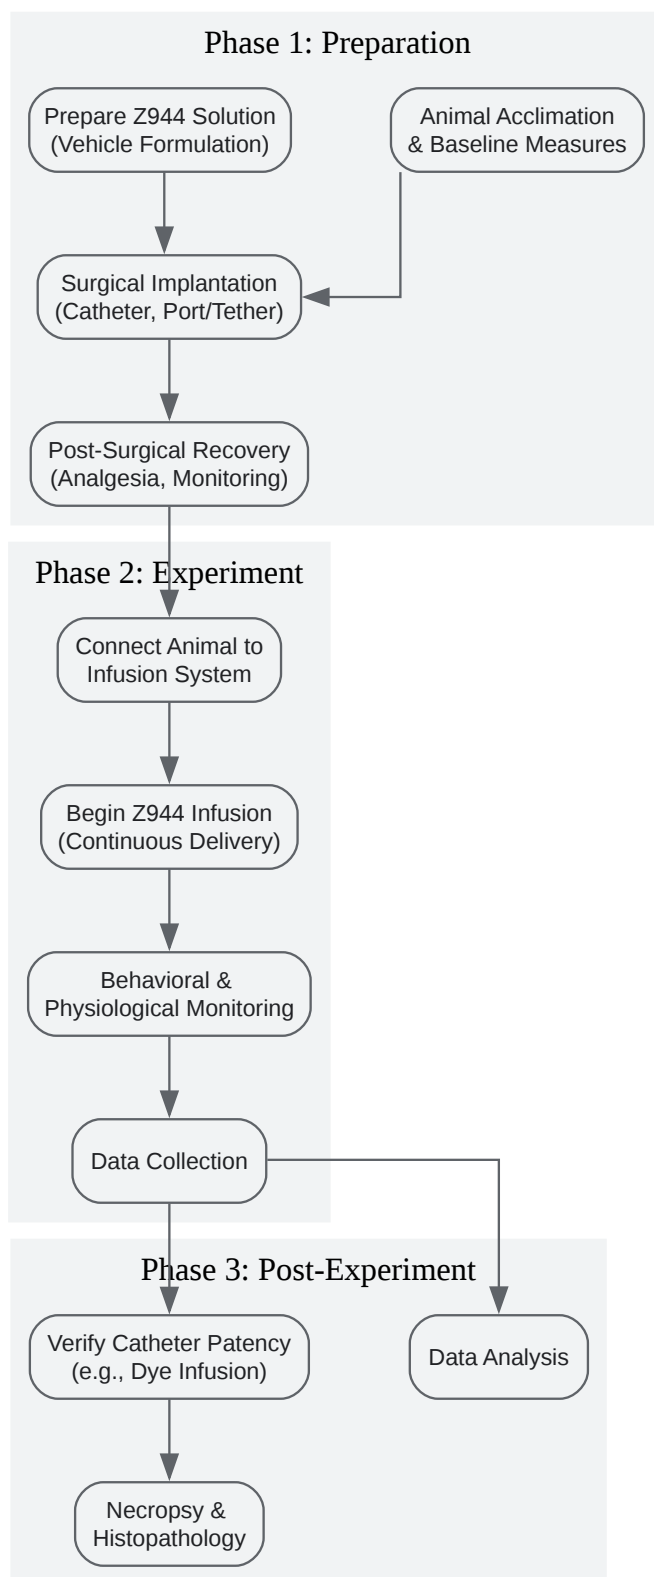 Phase 1: Preparation
Prepare Z944 Solution
(Vehicle Formulation)
Animal Acclimation
& Baseline Measures
Surgical Implantation
(Catheter, Port/Tether)
Post-Surgical Recovery
(Analgesia, Monitoring)
Phase 2: Experiment
Connect Animal to
Infusion System
Begin Z944 Infusion
(Continuous Delivery)
Behavioral &
Physiological Monitoring
Data Collection
Phase 3: Post-Experiment
Verify Catheter Patency
(e.g., Dye Infusion)
Data Analysis
Necropsy &
Histopathology